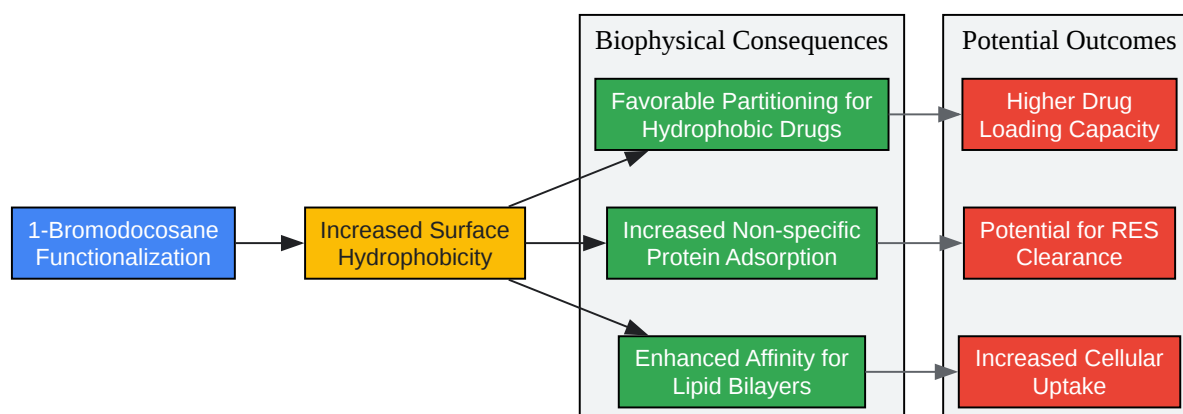 Biophysical Consequences
Potential Outcomes
Favorable Partitioning for
Hydrophobic Drugs
Higher Drug
Loading Capacity
1-Bromodocosane
Functionalization
Increased Surface
Hydrophobicity
Increased Non-specific
Protein Adsorption
Potential for RES
Clearance
Enhanced Affinity for
Lipid Bilayers
Increased Cellular
Uptake